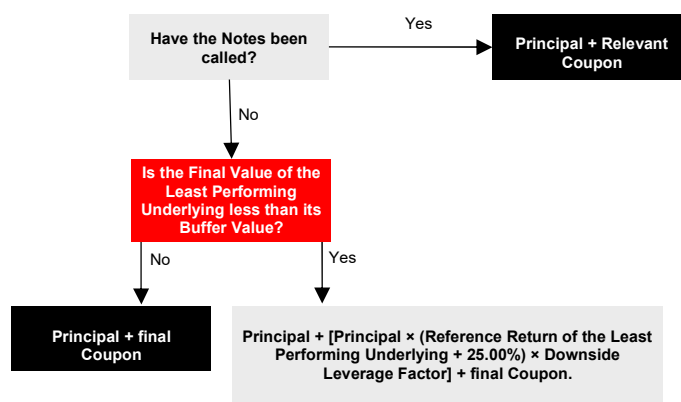 Have the Notes been
called?
Yes
Principal + Relevant
Coupon
No
Is the Final Value of the
Least Performing
Underlying less than its
Buffer Value?
No
Yes
Principal + final
Coupon
Principal + [Principal × (Reference Return of the Least
Performing Underlying + 25.00%) × Downside
Leverage Factor] + final Coupon.